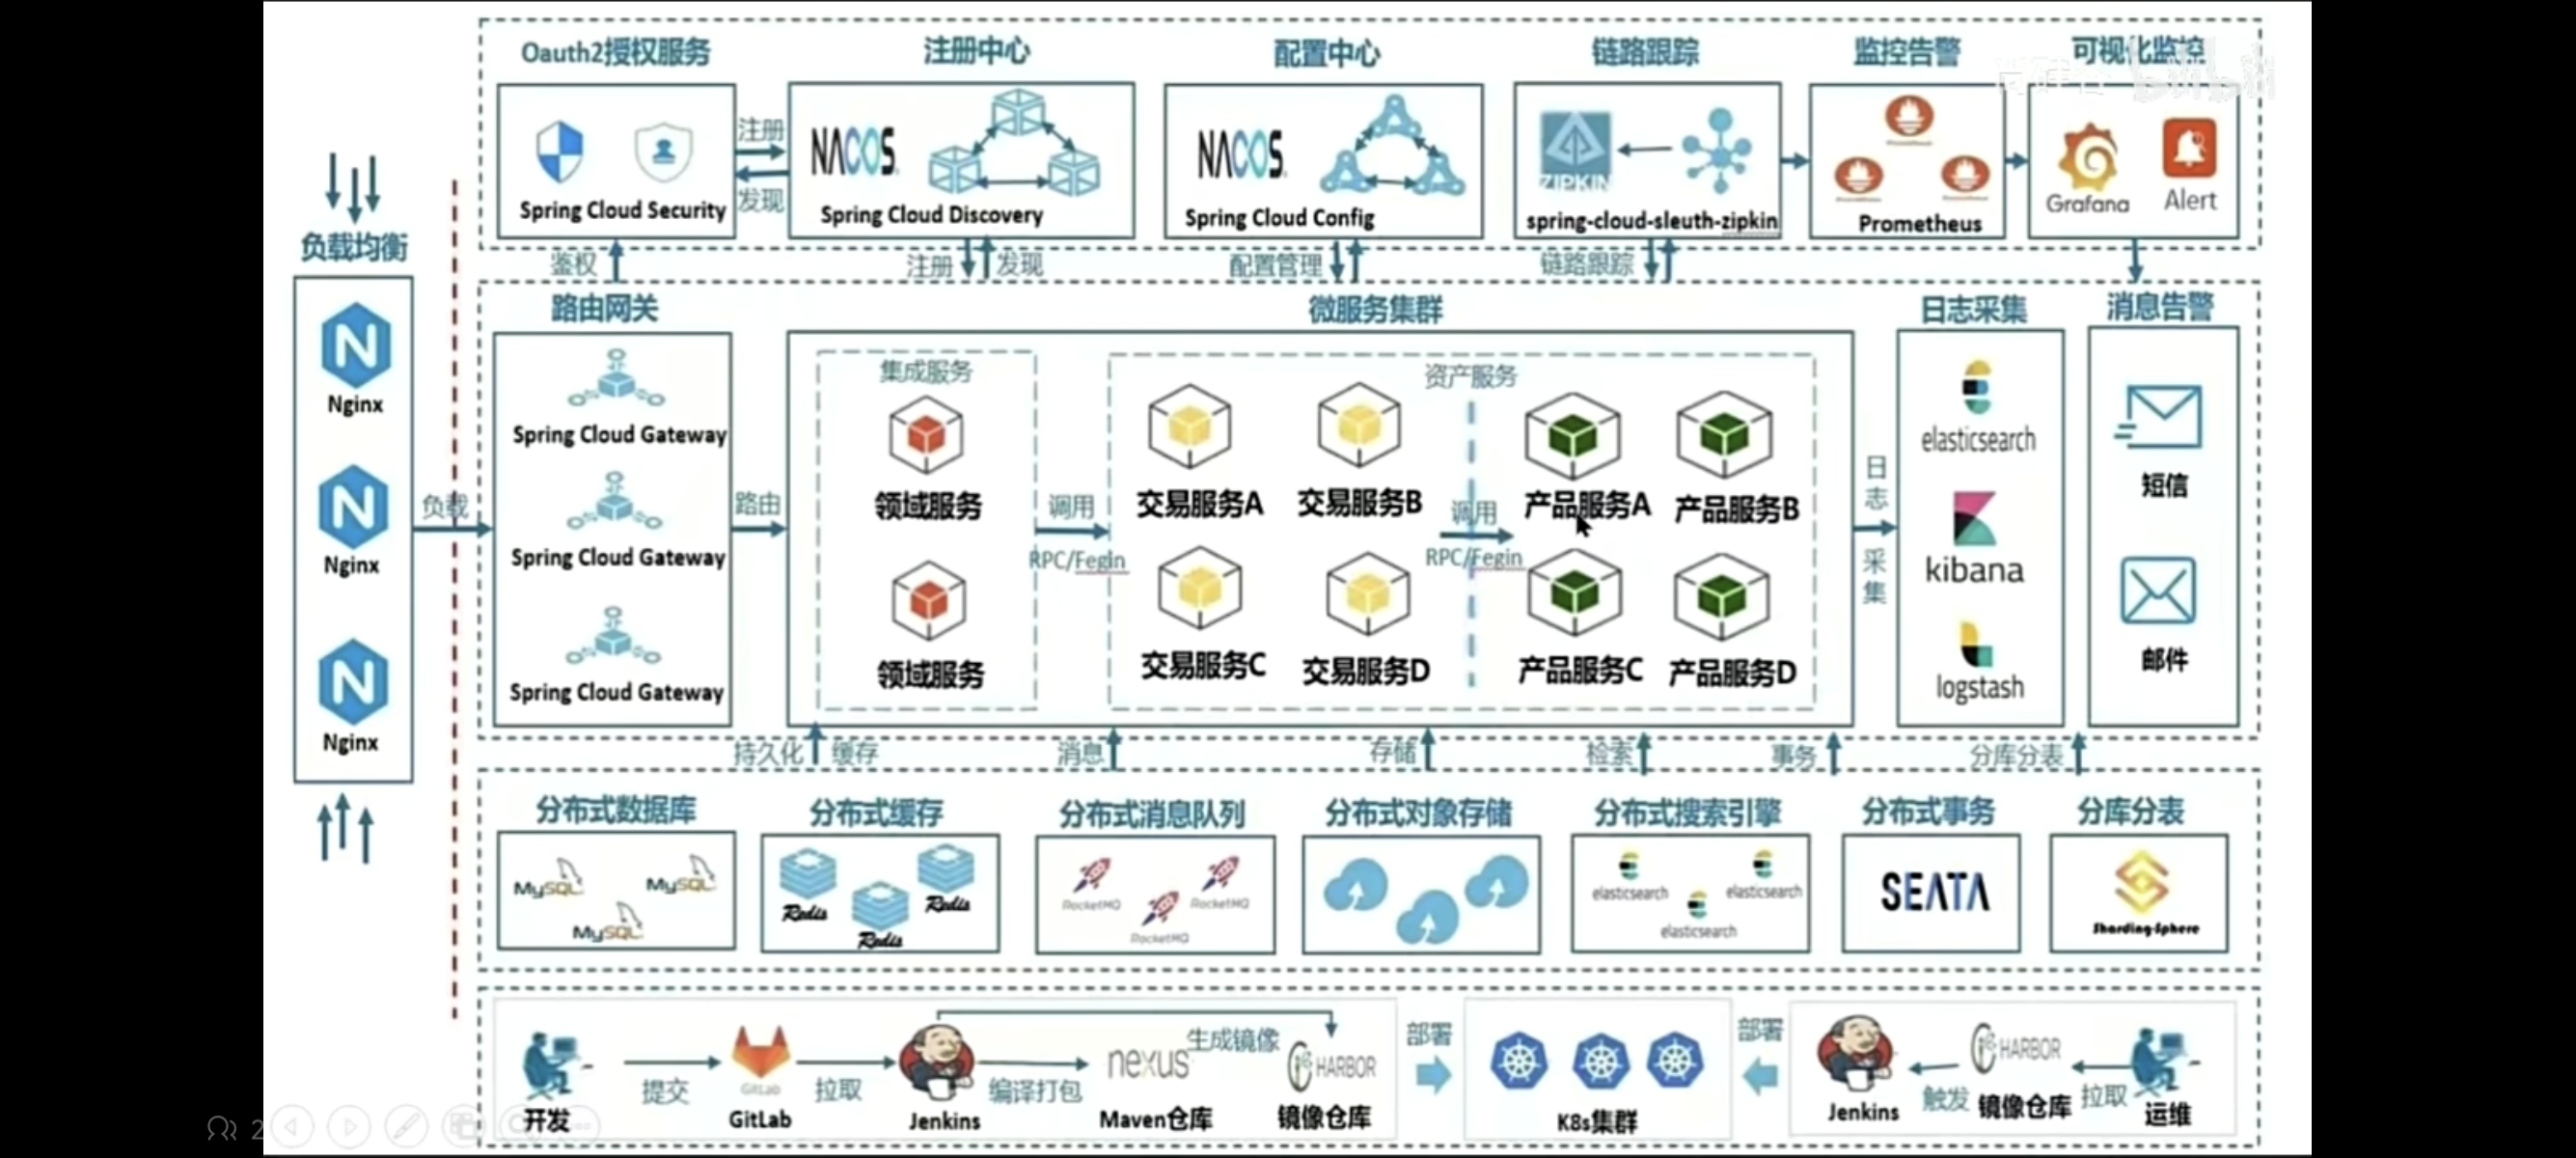 Oauth2授权服务
注册中心
配置中心
链路跟踪
监控告警
可视化监控
Spring Cloud Security
注册
发现
NACOS
Spring Cloud Discovery
NACOS
Spring Cloud Config
ZIPKIN
spring-cloud-sleuth-zipkin
Prometheus
Grafana
Alert
负载均衡
鉴权
注册
发现
配置管理
链路跟踪
路由网关
微服务集群
日志采集
消息告警
Nginx
Nginx
Nginx
负载
Spring Cloud Gateway
Spring Cloud Gateway
Spring Cloud Gateway
路由
集成服务
领域服务
领域服务
调用
RPC/Fegin
资产服务
交易服务A
交易服务B
交易服务C
交易服务D
调用
RPC/Fegin
产品服务A
产品服务B
产品服务C
产品服务D
日志采集
elasticsearch
kibana
logstash
短信
邮件
持久化
缓存
消息
存储
检索
事务
分库分表
分布式数据库
分布式缓存
分布式消息队列
分布式对象存储
分布式搜索引擎
分布式事务
分库分表
MySQL
MySQL
MySQL
Redis
Redis
Redis
RocketMQ
RocketMQ
RocketMQ
elasticsearch
elasticsearch
elasticsearch
SEATA
Sharding-Sphere
开发
提交
GitLab
GitLab
拉取
Jenkins
编译打包
nexus
Maven仓库
生成镜像
HARBOR
镜像仓库
部署
K8s集群
部署
Jenkins
触发
HARBOR
镜像仓库
拉取
运维
2